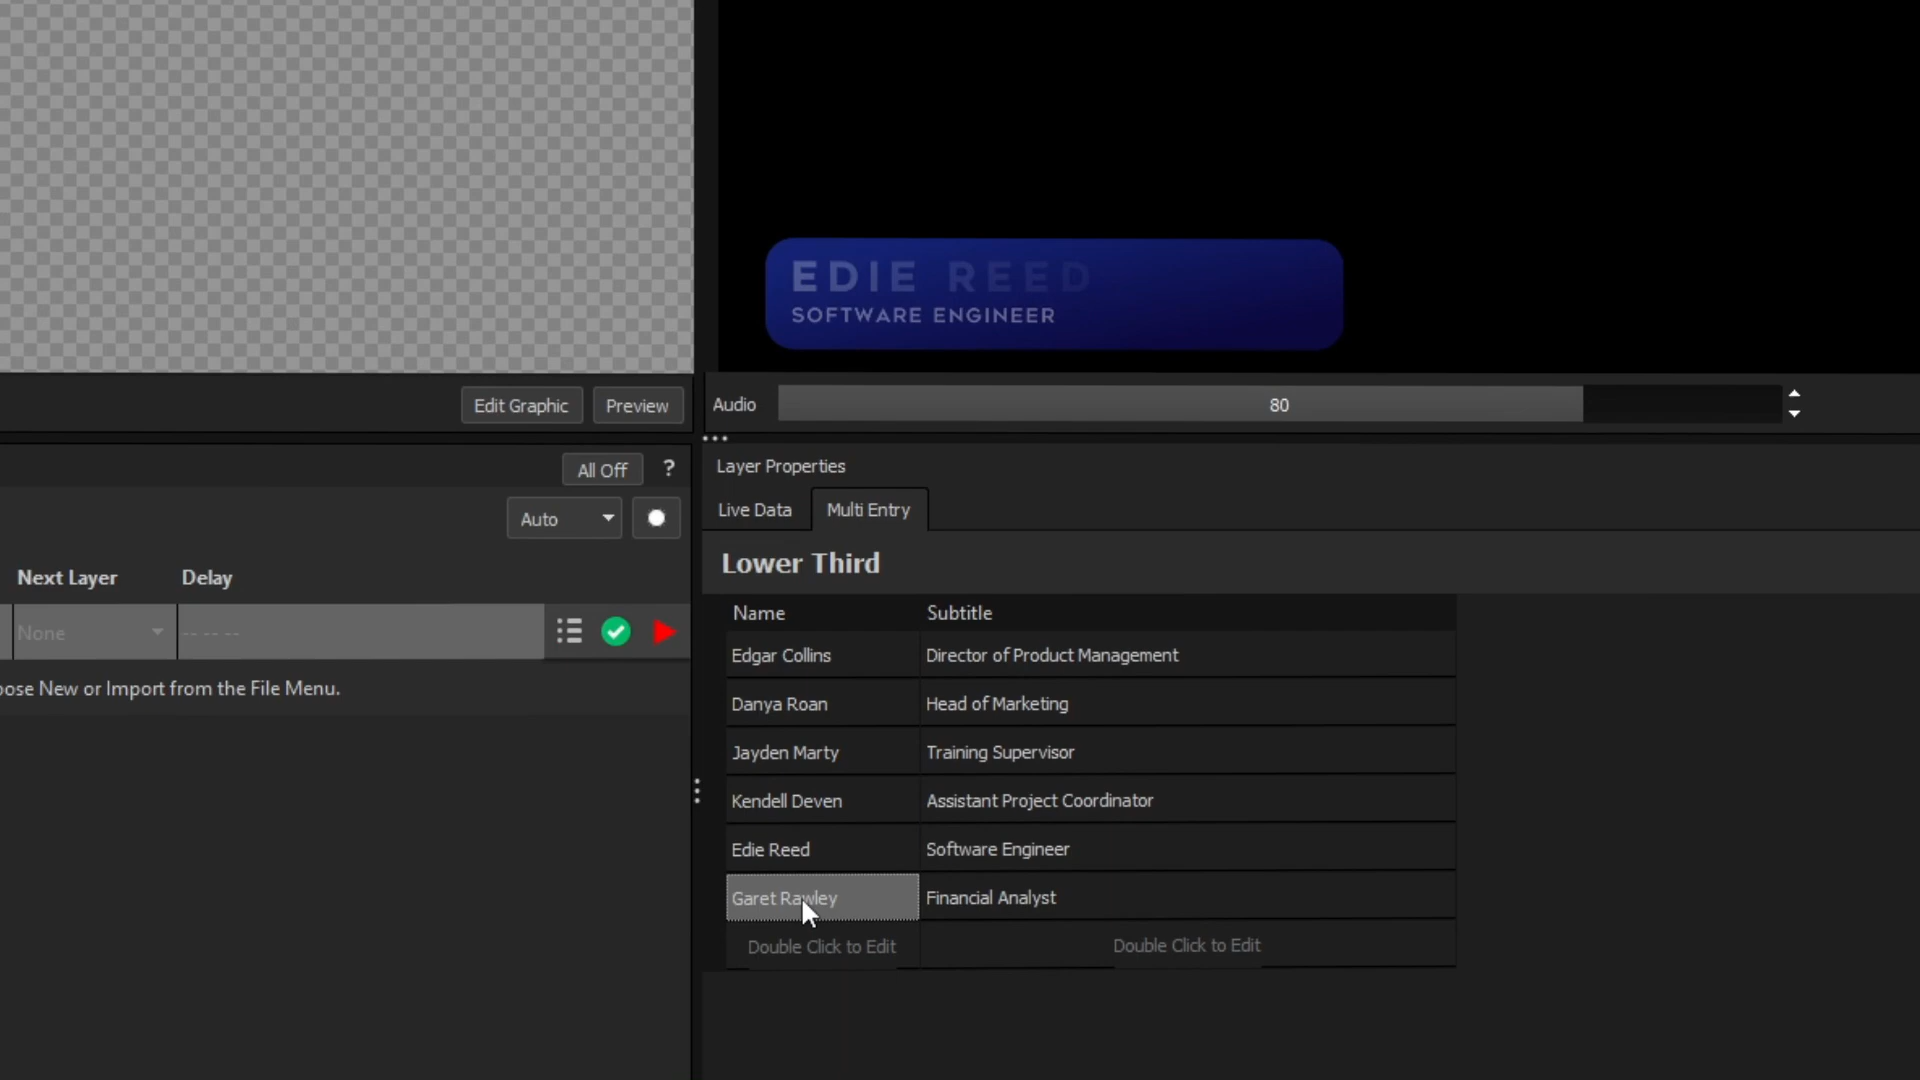 EDIE REED
SOFTWARE ENGINEER
Edit Graphic
Preview
Audio
80
All Off
?
Layer Properties
Auto
Live Data
Multi Entry
Lower Third
Next Layer
Delay
None
-- -- --
oose New or Import from the File Menu.
Name Subtitle
Edgar Collins Director of Product Management
Danya Roan Head of Marketing
Jayden Marty Training Supervisor
Kendell Deven Assistant Project Coordinator
Edie Reed Software Engineer
Garet Rawley Financial Analyst
Double Click to Edit Double Click to Edit